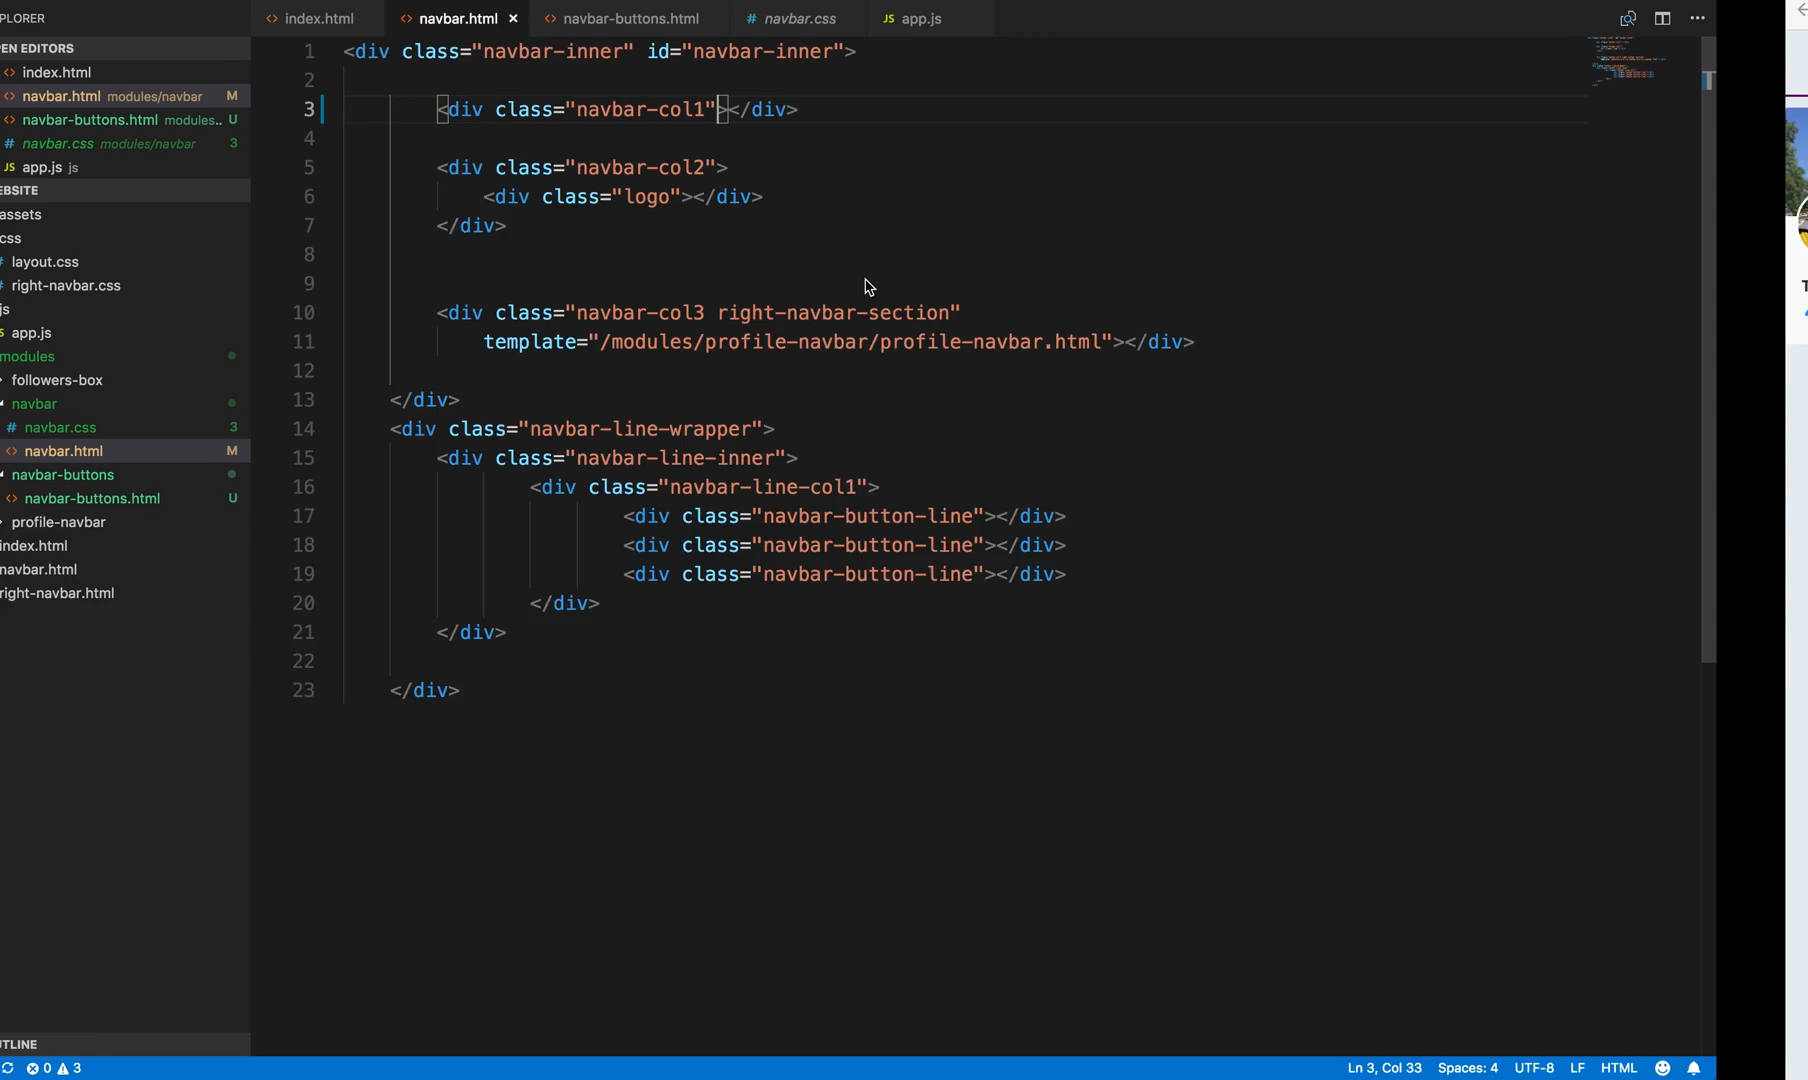 PLORER
index.html
navbar.html
navbar-buttons.html
# navbar.css
JS app.js
PEN EDITORS
index.html
navbar.html modules/navbar M
navbar-buttons.html modules.. U
# navbar.css modules/navbar 3
JS app.js js
EBSITE
assets
css
layout.css
right-navbar.css
js
app.js
modules
followers-box
navbar
# navbar.css 3
navbar.html M
navbar-buttons
navbar-buttons.html U
profile-navbar
index.html
navbar.html
right-navbar.html
UTLINE
1 <div class="navbar-inner" id="navbar-inner">
2
3 <div class="navbar-col1"></div>
4
5 <div class="navbar-col2">
6 <div class="logo"></div>
7 </div>
8
9
10 <div class="navbar-col3 right-navbar-section"
11 template="/modules/profile-navbar/profile-navbar.html"></div>
12
13 </div>
14 <div class="navbar-line-wrapper">
15 <div class="navbar-line-inner">
16 <div class="navbar-line-col1">
17 <div class="navbar-button-line"></div>
18 <div class="navbar-button-line"></div>
19 <div class="navbar-button-line"></div>
20 </div>
21 </div>
22
23 </div>
0 3
Ln 3, Col 33 Spaces: 4 UTF-8 LF HTML